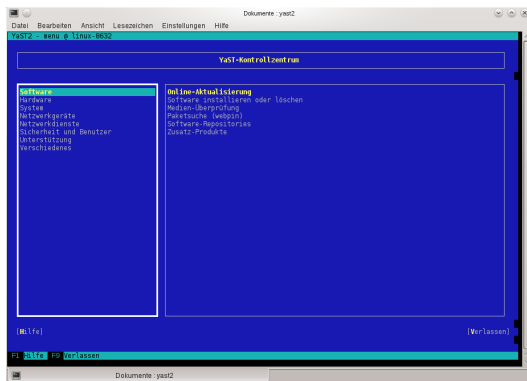 Dokumente : yast2
Datei Bearbeiten Ansicht Lesezeichen Einstellungen Hilfe
YaST2 - menu @ linux-8632
YaST-Kontrollzentrum
Software
Hardware
System
Netzwerkgeräte
Netzwerkdienste
Sicherheit und Benutzer
Unterstützung
Verschiedenes
Online-Aktualisierung
Software installieren oder löschen
Medien-Überprüfung
Paketsuche (webpin)
Software-Repositories
Zusatz-Produkte
[Hilfe] [Verlassen]
F1 Hilfe F9 Verlassen
Dokumente : yast2